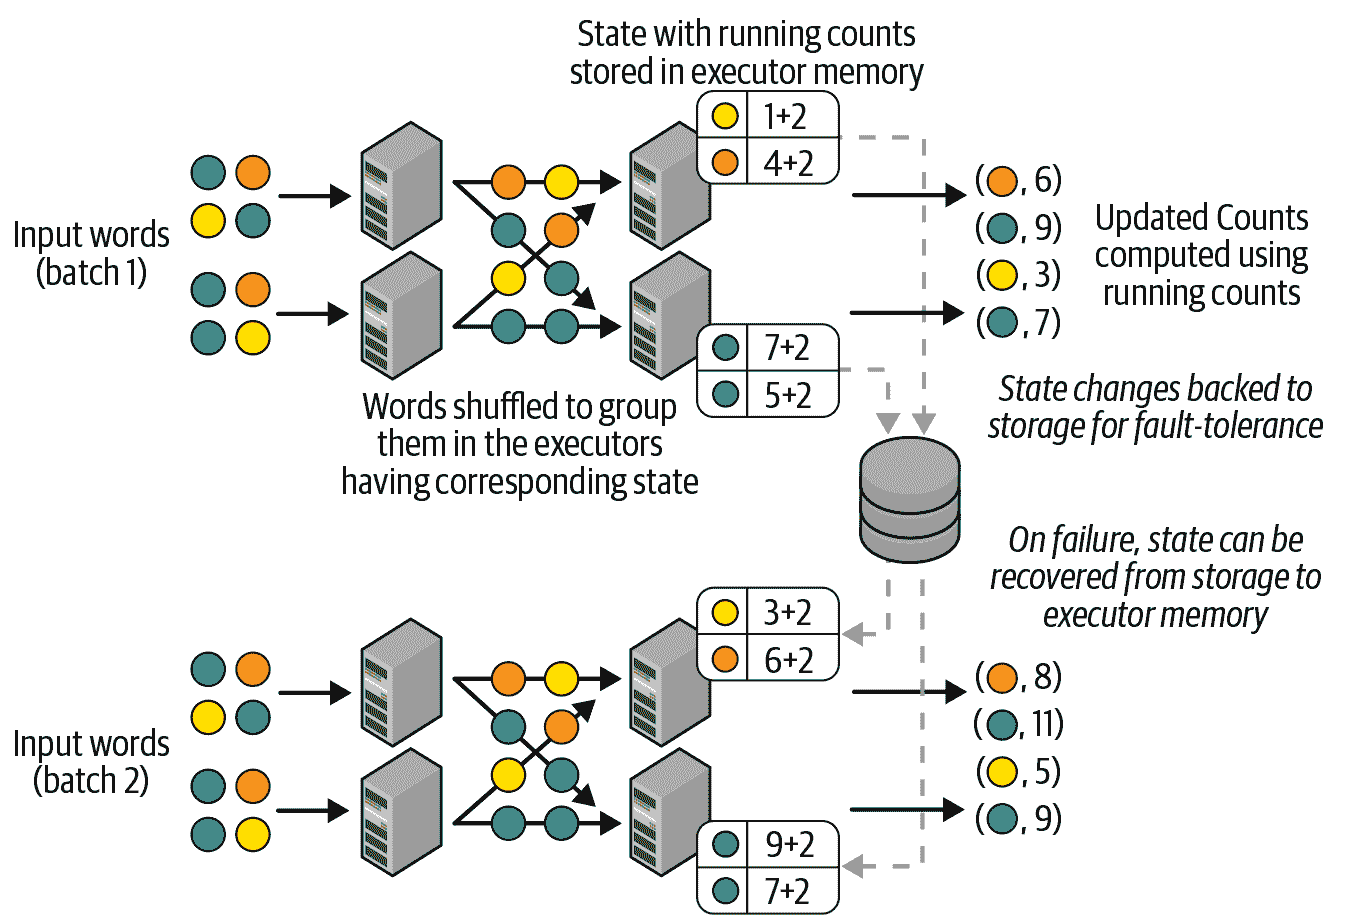 State with running counts
stored in executor memory
1+2
4+2
Input words
(batch 1)
( , 6)
( , 9)
( , 3)
( , 7)
Updated Counts
computed using
running counts
7+2
5+2
Words shuffled to group
them in the executors
having corresponding state
State changes backed to
storage for fault-tolerance
On failure, state can be
recovered from storage to
executor memory
3+2
6+2
Input words
(batch 2)
( , 8)
( , 11)
( , 5)
( , 9)
9+2
7+2